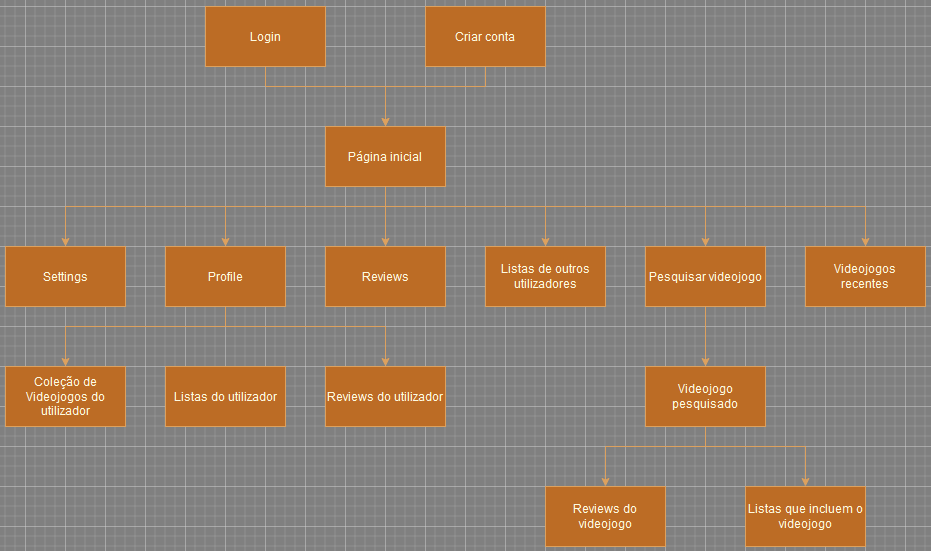 Login
Criar conta
Página inicial
Settings
Profile
Reviews
Listas de outros
utilizadores
Pesquisar videojogo
Videojogos
recentes
Coleção de
Videojogos do
utilizador
Listas do utilizador
Reviews do utilizador
Videojogo
pesquisado
Reviews do
videojogo
Listas que incluem o
videojogo